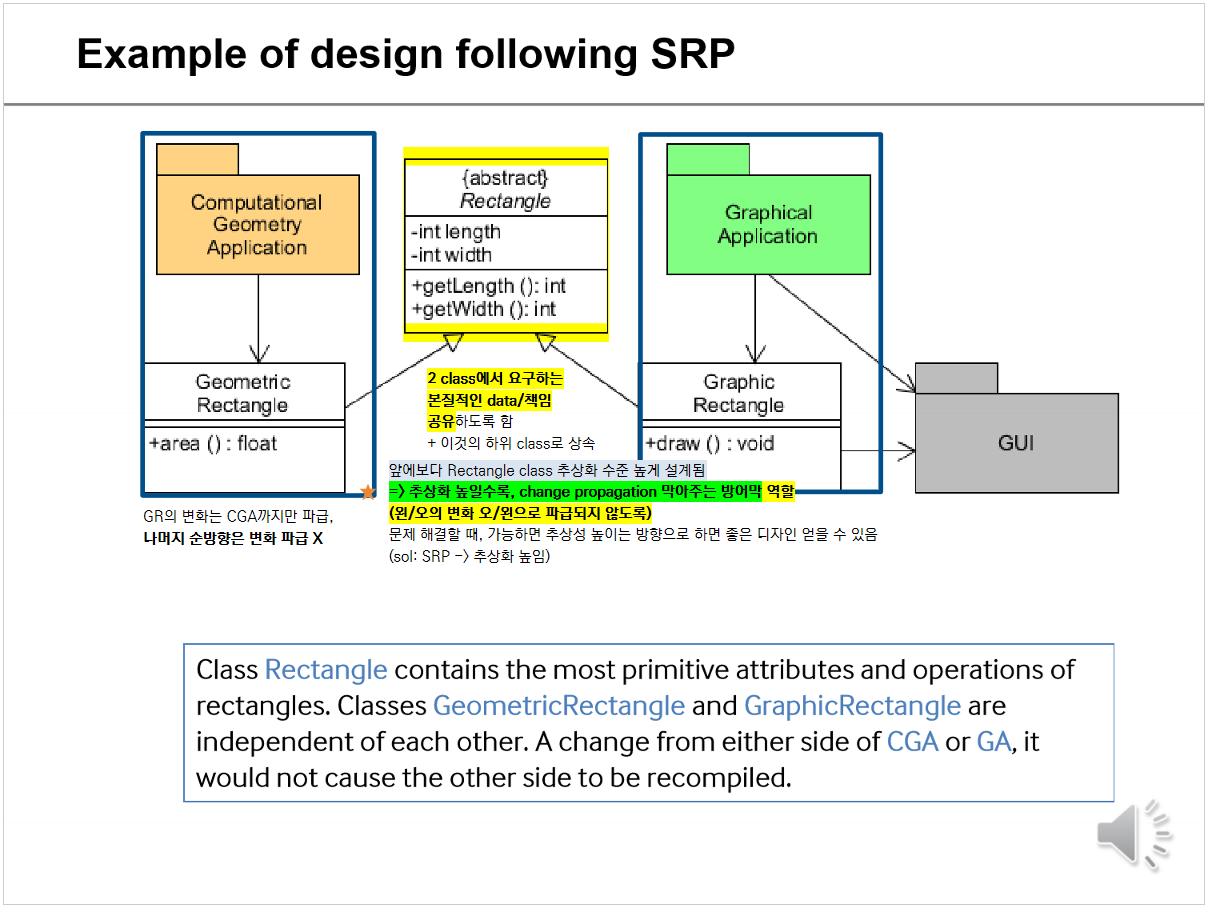 Example of design following SRP
Computational
Geometry
Application
{abstract}
Rectangle
-int length
-int width
+getLength (): int
+getWidth (): int
Graphical
Application
Geometric
Rectangle
+area () : float
2 class에서 요구하는
본질적인 data/책임
공유하도록 함
+ 이것의 하위 class로 상속
Graphic
Rectangle
+draw () : void
GUI
앞에보다 Rectangle class 추상화 수준 높게 설계됨
=> 추상화 높일수록, change propagation 막아주는 방어막 역할
(왼/오의 변화 오/왼으로 파급되지 않도록)
문제 해결할 때, 가능하면 추상성 높이는 방향으로 하면 좋은 디자인 얻을 수 있음
(sol: SRP -> 추상화 높임)
GR의 변화는 CGA까지만 파급,
나머지 순방향은 변화 파급 X
Class Rectangle contains the most primitive attributes and operations of
rectangles. Classes GeometricRectangle and GraphicRectangle are
independent of each other. A change from either side of CGA or GA, it
would not cause the other side to be recompiled.